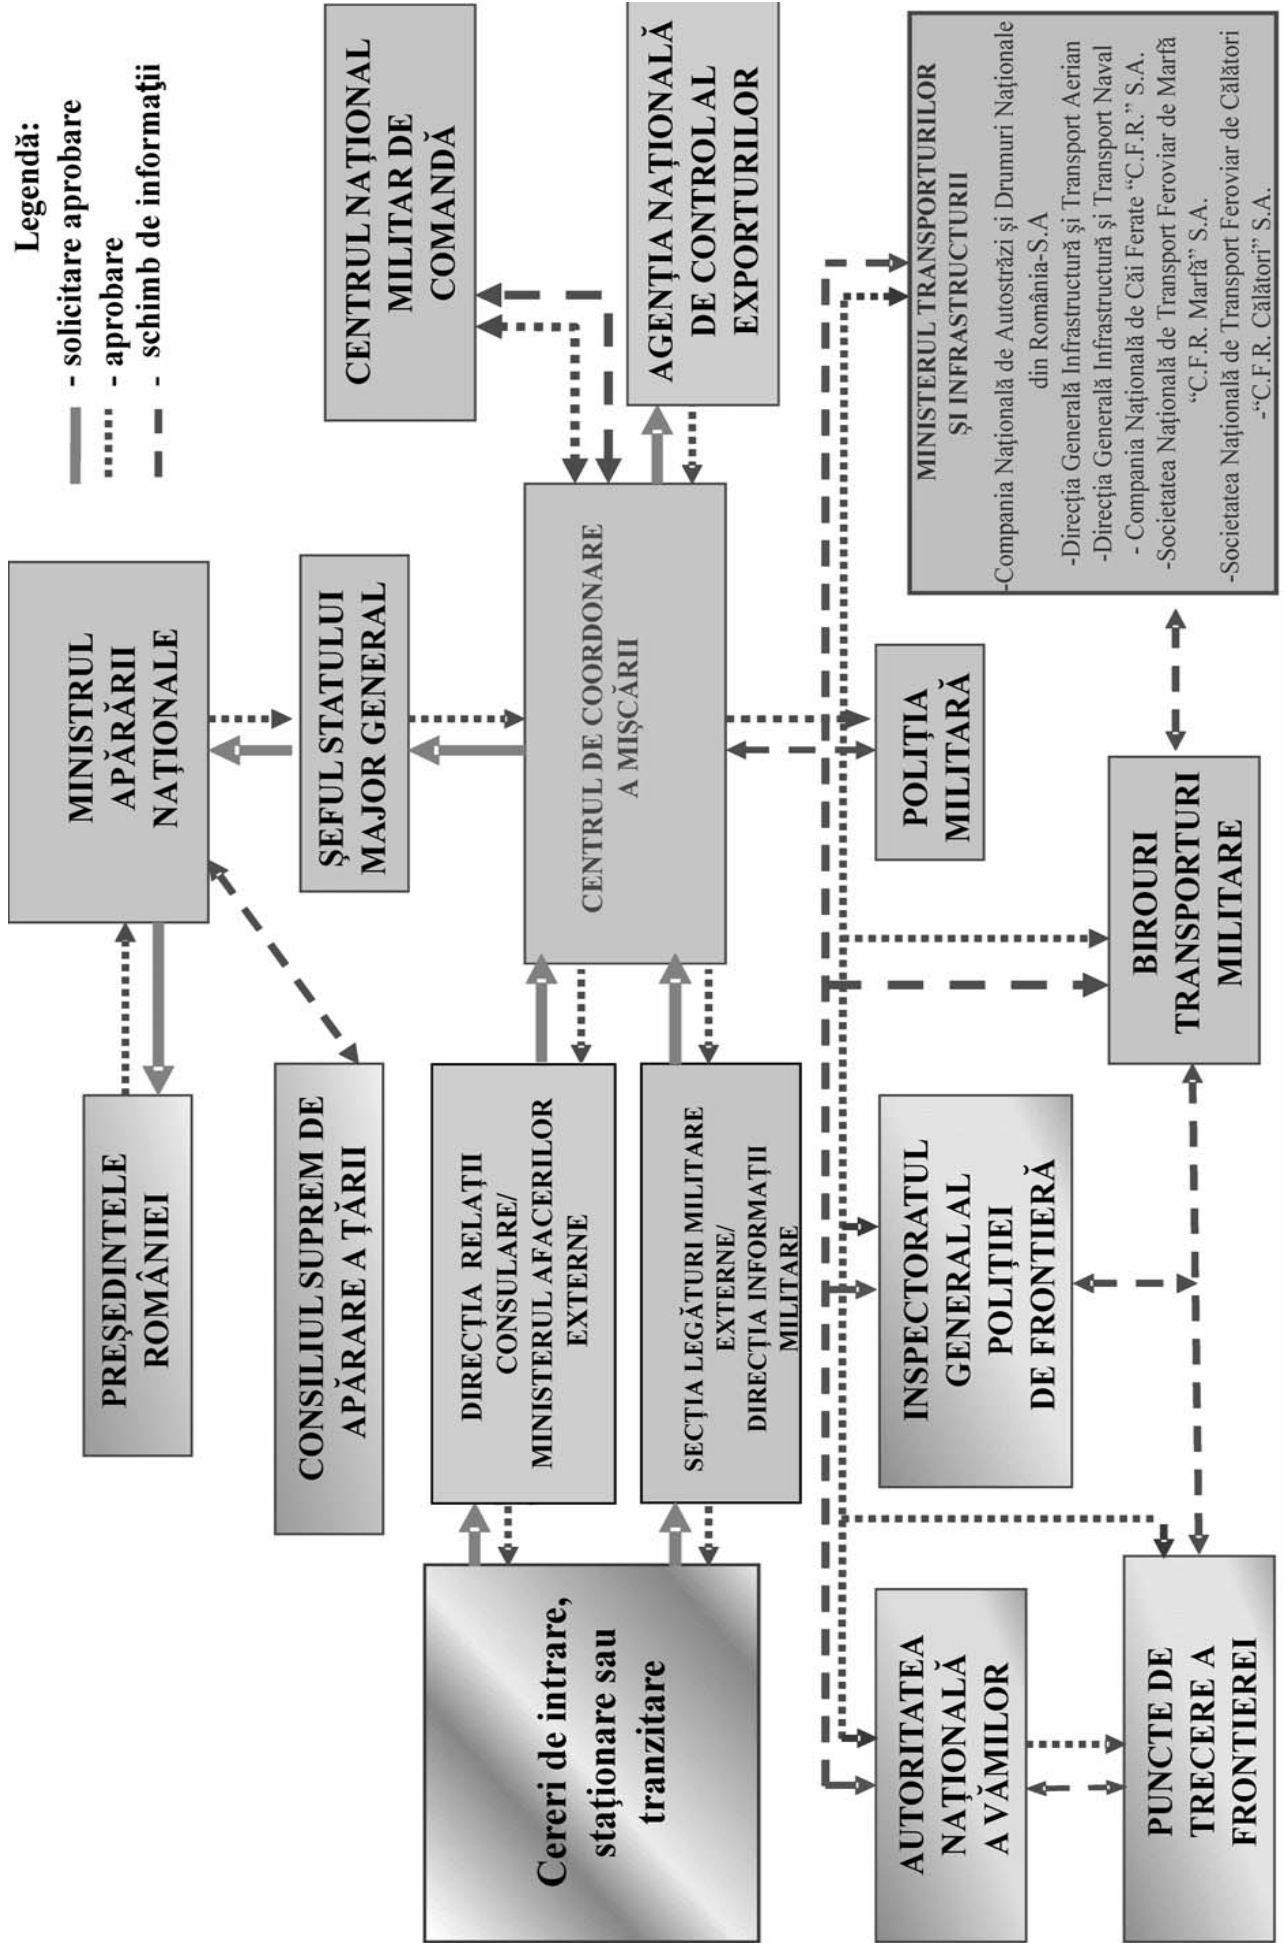 Legendă:
- solicitare aprobare
- aprobare
- schimb de informaţii
PREŞEDINTELE
ROMÂNIEI
MINISTRUL
APĂRĂRII
NAŢIONALE
CONSILIUL SUPREM DE
APĂRARE A ŢĂRII
ŞEFUL STATULUI
MAJOR GENERAL
CENTRUL NAŢIONAL
MILITAR DE
COMANDĂ
Cereri de intrare,
staţionare sau
tranzitare
DIRECŢIA RELAŢII
CONSULARE/
MINISTERUL AFACERILOR
EXTERNE
SECŢIA LEGĂTURI MILITARE
EXTERNE/
DIRECŢIA INFORMAŢII
MILITARE
CENTRUL DE COORDONARE
A MIŞCĂRII
AGENŢIA NAŢIONALĂ
DE CONTROL AL
EXPORTURILOR
AUTORITATEA
NAŢIONALĂ
A VĂMILOR
INSPECTORATUL
GENERAL AL
POLIŢIEI
DE FRONTIERĂ
POLIŢIA
MILITARĂ
MINISTERUL TRANSPORTURILOR
ŞI INFRASTRUCTURII
-Compania Naţională de Autostrăzi şi Drumuri Naţionale
din România-S.A
-Direcţia Generală Infrastructură şi Transport Aerian
-Direcţia Generală Infrastructură şi Transport Naval
- Compania Naţională de Căi Ferate “C.F.R.” S.A.
-Societatea Naţională de Transport Feroviar de Marfă
“C.F.R. Marfă” S.A.
-Societatea Naţională de Transport Feroviar de Călători
-“C.F.R. Călători” S.A.
PUNCTE DE
TRECERE A
FRONTIEREI
BIROURI
TRANSPORTURI
MILITARE